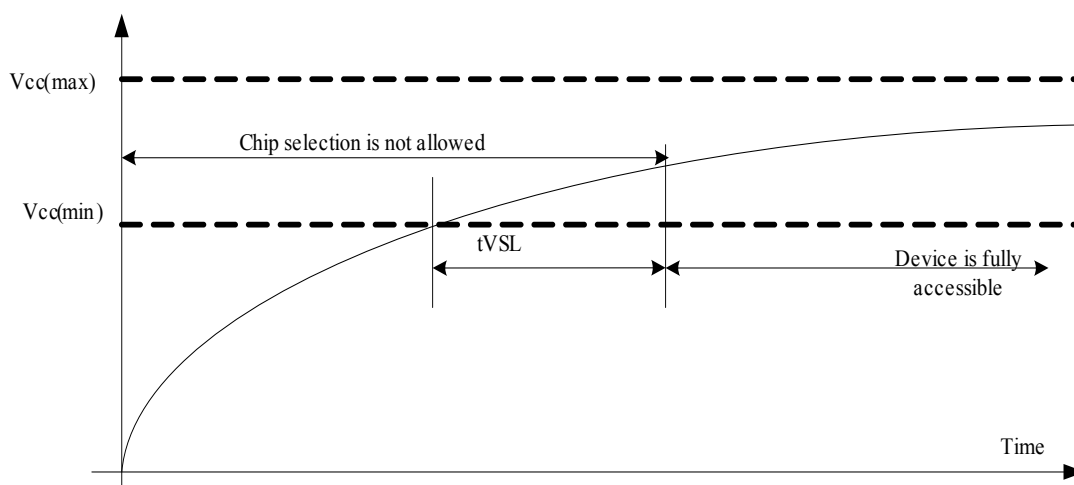 Vcc(max)
Chip selection is not allowed
Vcc(min)
tVSL
Device is fully
accessible
Time